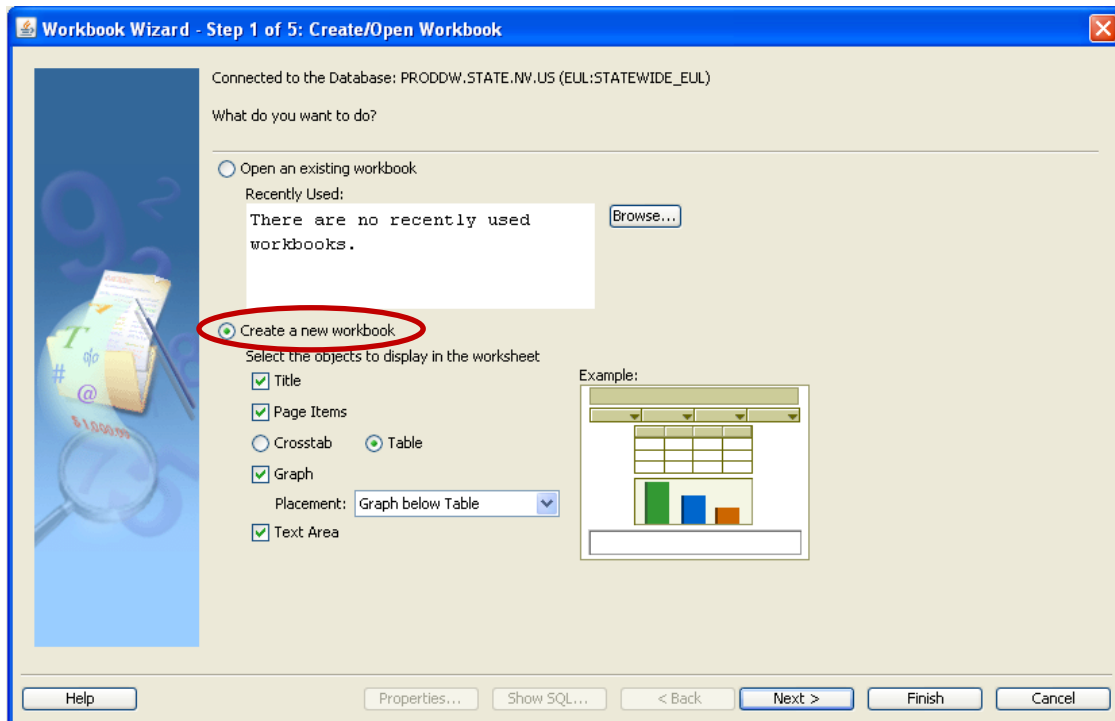 Workbook Wizard - Step 1 of 5: Create/Open Workbook
Connected to the Database: PRODDW.STATE.NV.US (EUL:STATEWIDE_EUL)
What do you want to do?
Open an existing workbook
Recently Used:
There are no recently used
workbooks.
Browse...
Create a new workbook
Select the objects to display in the worksheet
Title
Page Items
Crosstab Table
Graph
Placement: Graph below Table
Text Area
Example:
Help Properties... Show SQL... < Back Next > Finish Cancel